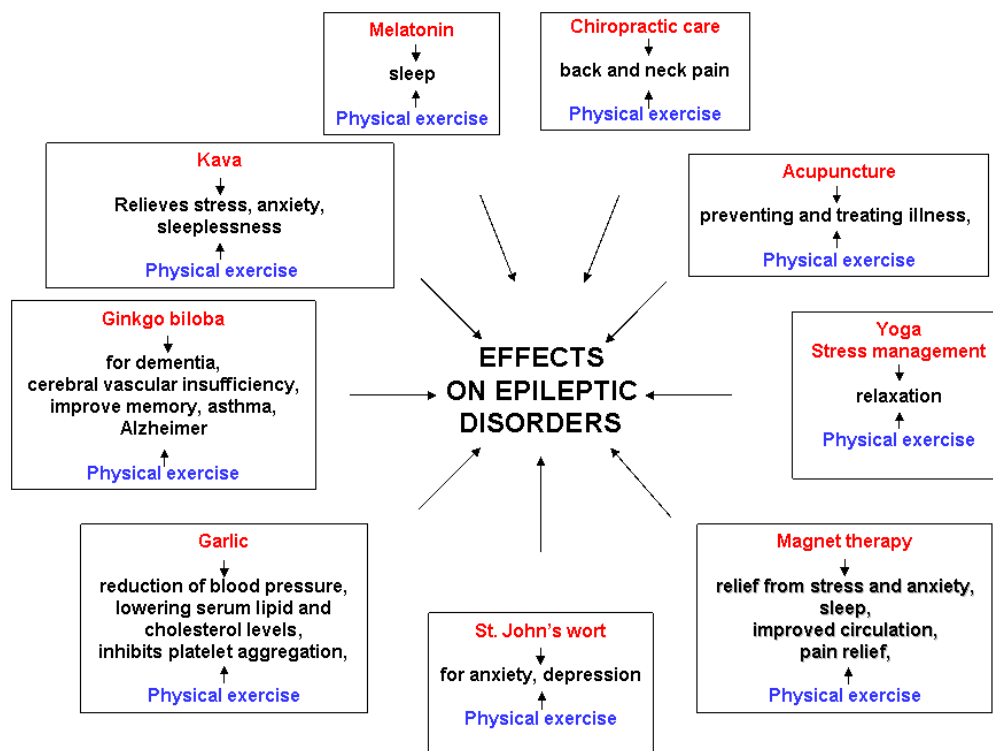 Melatonin
sleep
Physical exercise
Chiropractic care
back and neck pain
Physical exercise
Kava
Relieves stress, anxiety,
sleeplessness
Physical exercise
Acupuncture
preventing and treating illness,
Physical exercise
Ginkgo biloba
for dementia,
cerebral vascular insufficiency,
improve memory, asthma,
Alzheimer
Physical exercise
EFFECTS
ON EPILEPTIC
DISORDERS
Yoga
Stress management
relaxation
Physical exercise
Garlic
reduction of blood pressure,
lowering serum lipid and
cholesterol levels,
inhibits platelet aggregation,
Physical exercise
St. John's wort
for anxiety, depression
Physical exercise
Magnet therapy
relief from stress and anxiety,
sleep,
improved circulation,
pain relief,
Physical exercise